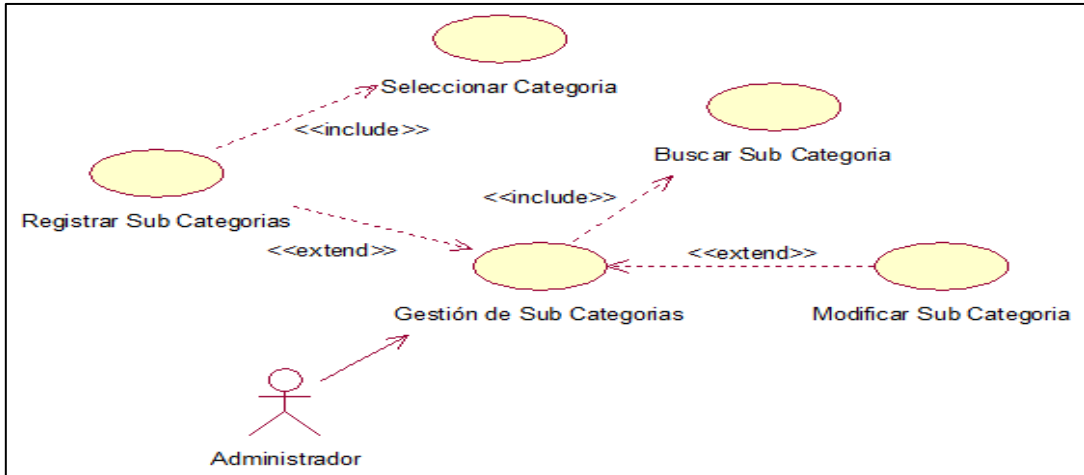 Seleccionar Categoria
<<include>>
Buscar Sub Categoria
Registrar Sub Categorias
<<include>>
<<extend>>
<<extend>>
Gestión de Sub Categorias
Modificar Sub Categoria
Administrador